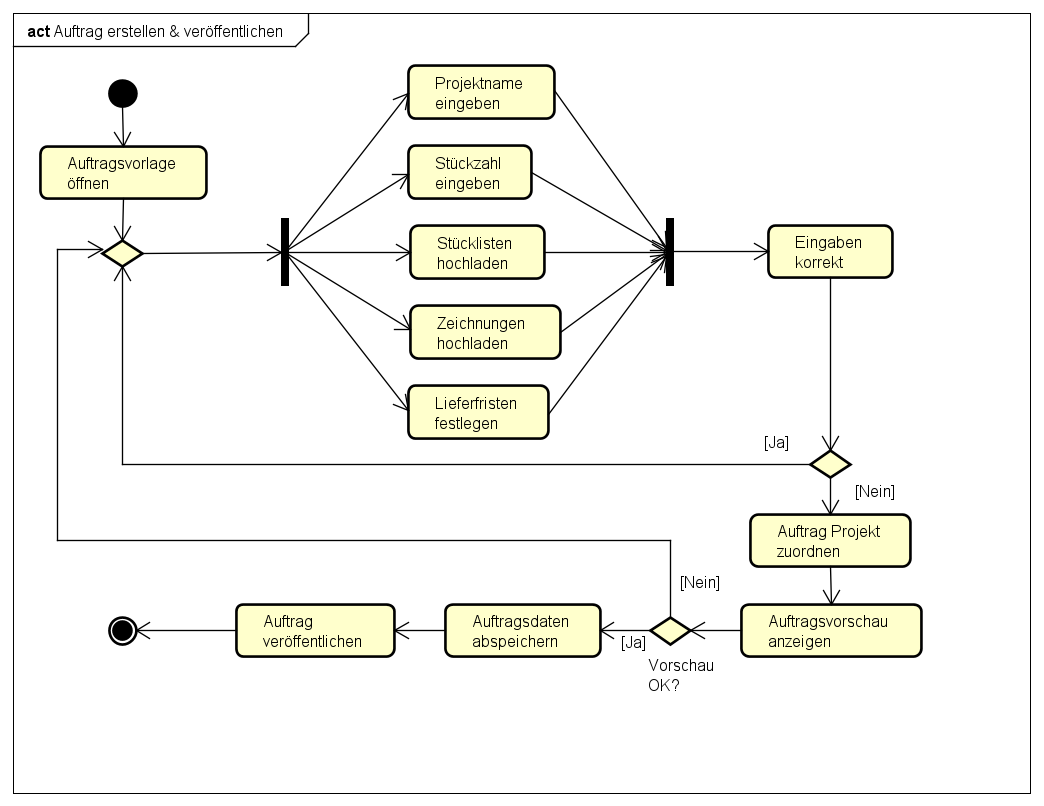 act Auftrag erstellen & veröffentlichen
Projektname
eingeben
Auftragsvorlage
öffnen
Stückzahl
eingeben
Stücklisten
hochladen
Eingaben
korrekt
Zeichnungen
hochladen
Lieferfristen
festlegen
[Ja]
[Nein]
Auftrag Projekt
zuordnen
[Nein]
Auftrag
veröffentlichen
Auftragsdaten
abspeichern
[Ja]
Vorschau
OK?
Auftragsvorschau
anzeigen